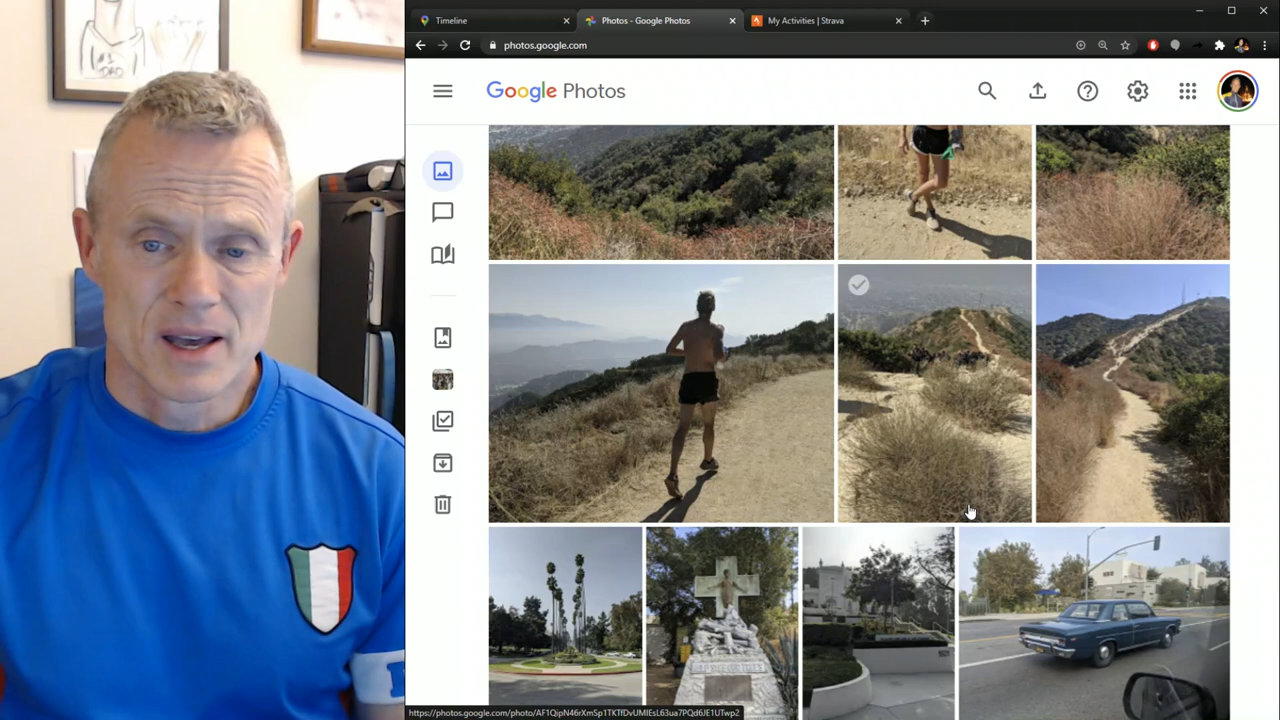 Timeline
Photos - Google Photos
My Activities | Strava
photos.google.com
Google Photos
https://photos.google.com/photo/AF1QipN46rXmSp1TKTfDvUMIEsL63ua7PQd6JE1UTwp2